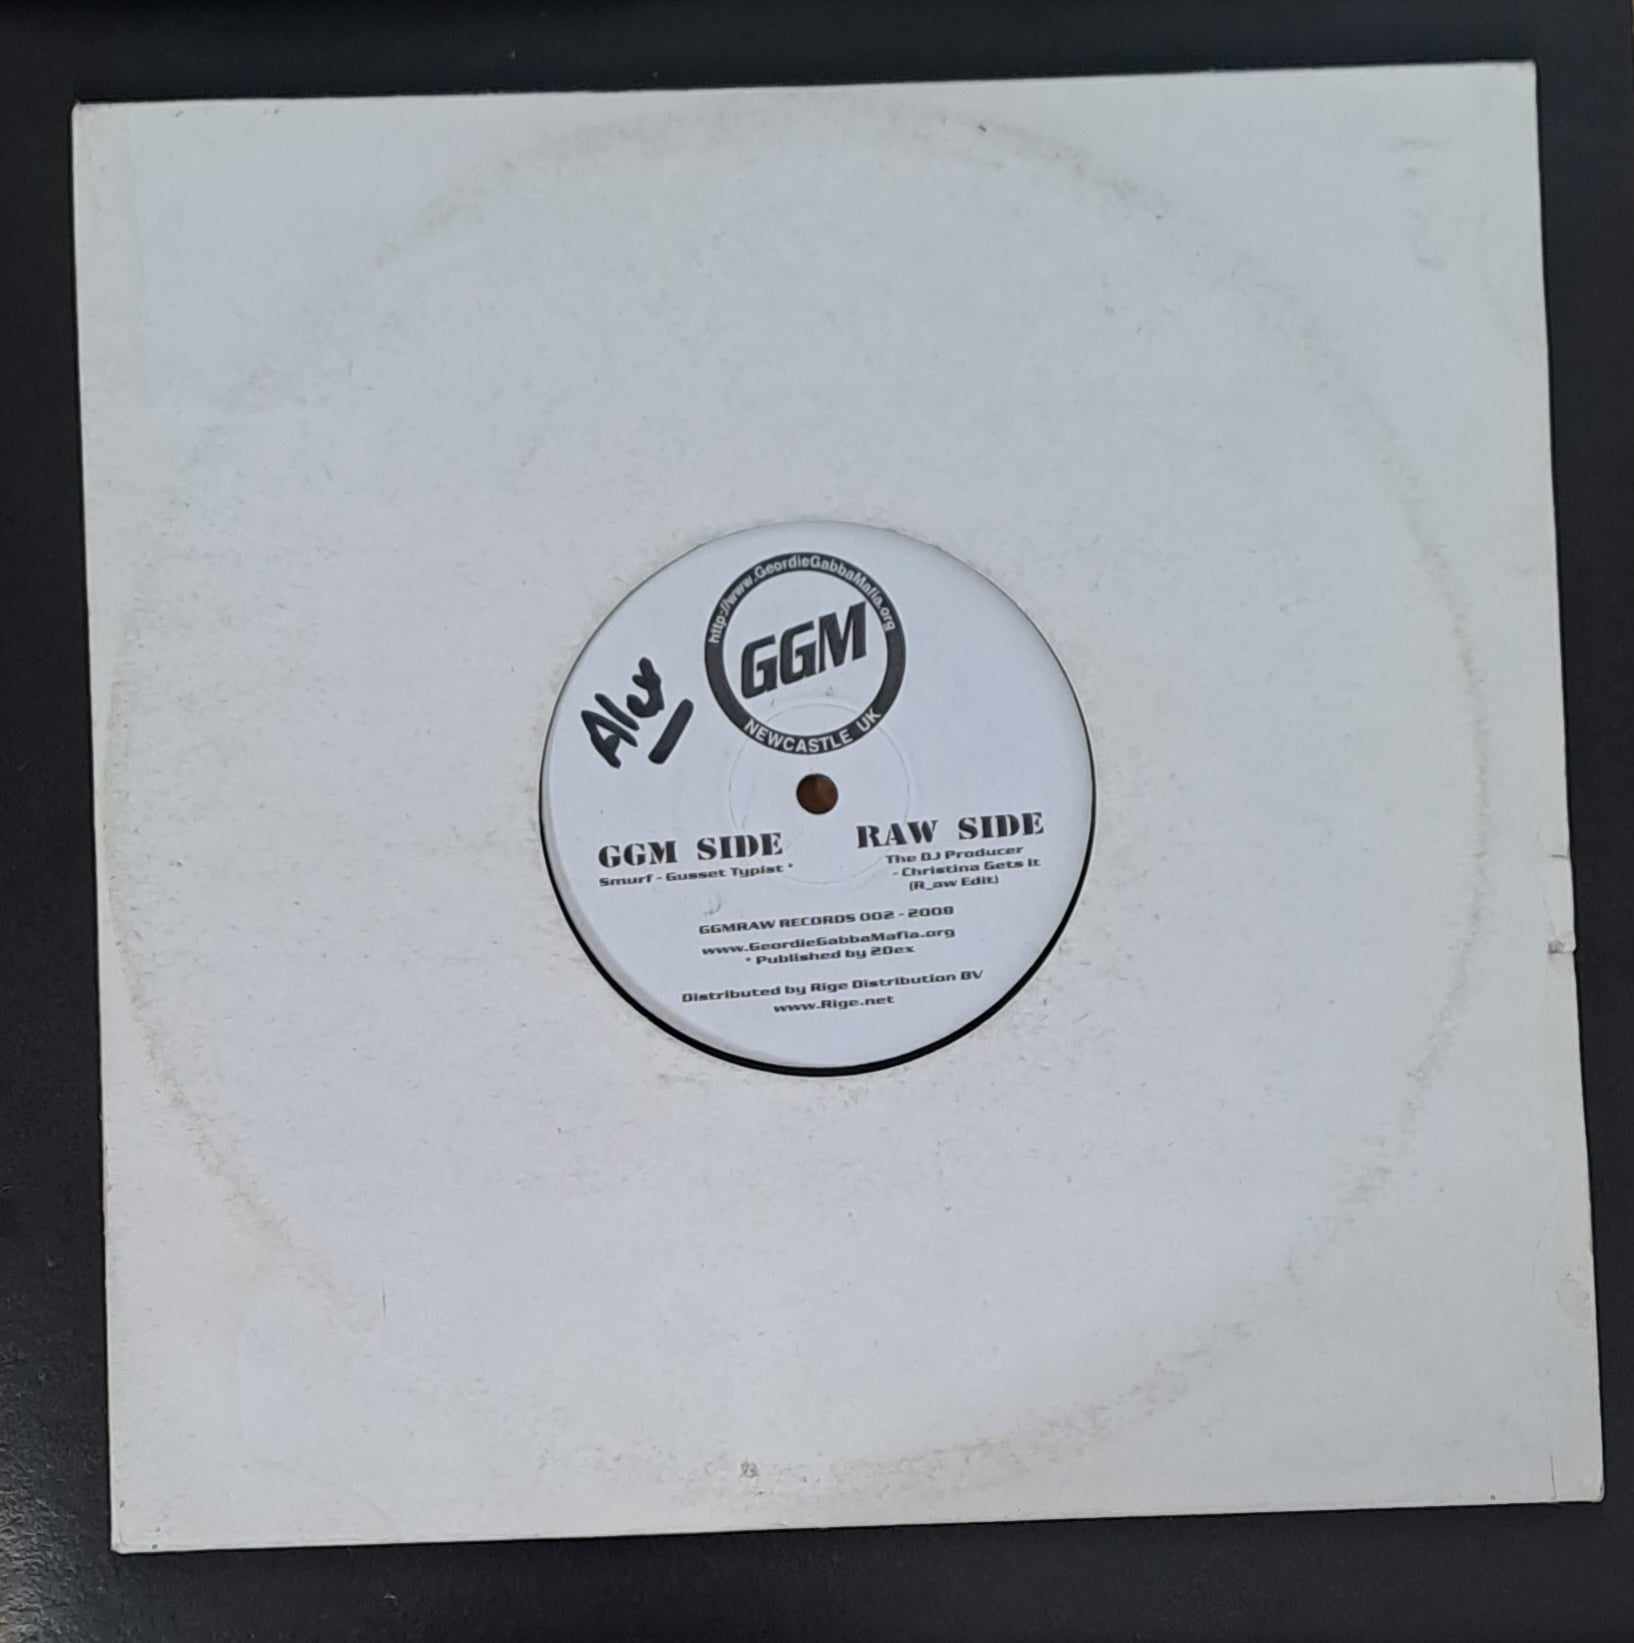 http://www.GeordieGabbaMafia.org
GGM
NEWCASTLE UK
Alex
GGM SIDE
Smurf - Gusset Typist *
RAW SIDE
The DJ Producer
- Christina Gets It
(R_aw Edit)
GGMRAW RECORDS 002 - 2008
www.GeordieGabbaMafia.org
* Published by 2Dex
Distributed by Rige Distribution BV
www.Rige.net